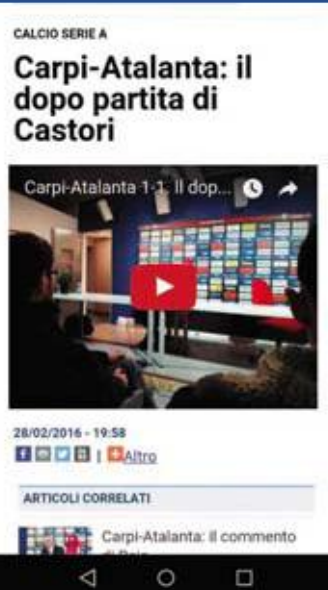 CALCIO SERIE A
Carpi-Atalanta: il
dopo partita di
Castori
Carpi-Atalanta 1-1. Il dop...
28/02/2016 - 19:58
| Altro
ARTICOLI CORRELATI
Carpi-Atalanta: il commento